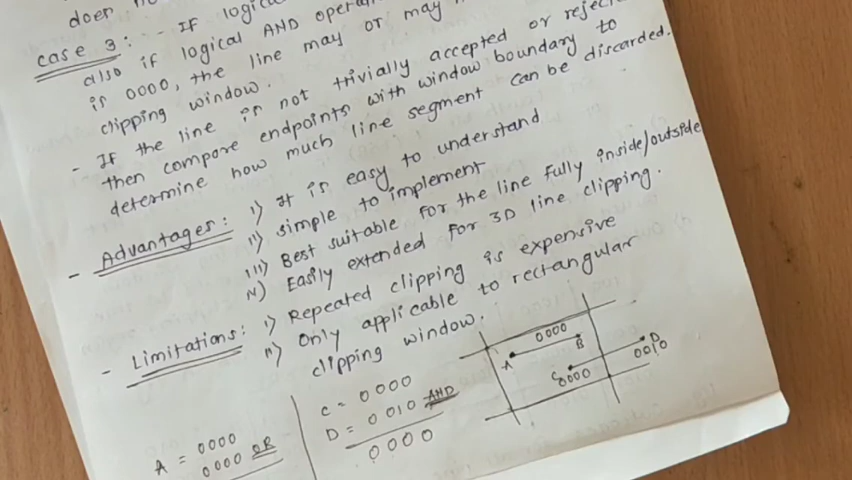 doer
case 3: - If logical
also if logical AND operat
is 0000, the line may or may
clipping window.
- If the line is not trivially accepted or reject
then compare endpoints with window boundary to
determine how much line segment can be discarded.
- Advantages: i) It is easy to understand
ii) simple to implement
iii) Best suitable for the line fully inside/outside
iv) Easily extended for 3D line clipping.
- Limitations: i) Repeated clipping is expensive
ii) Only applicable to rectangular
clipping window.
0000
A B
C D
0000 0010
C = 0000
D = 0010 AND
0000
A = 0000
0000 OR